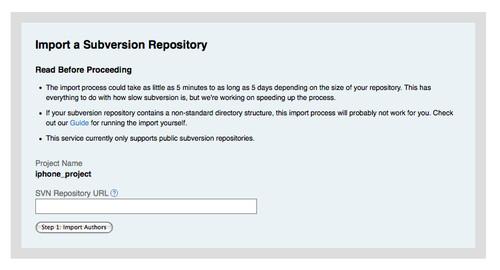 Import a Subversion Repository
Read Before Proceeding
• The import process could take as little as 5 minutes to as long as 5 days depending on the size of your repository. This has
everything to do with how slow subversion is, but we're working on speeding up the process.
• If your subversion repository contains a non-standard directory structure, this import process will probably not work for you. Check
out our Guide for running the import yourself.
• This service currently only supports public subversion repositories.
Project Name
iphone_project
SVN Repository URL ?
Step 1: Import Authors